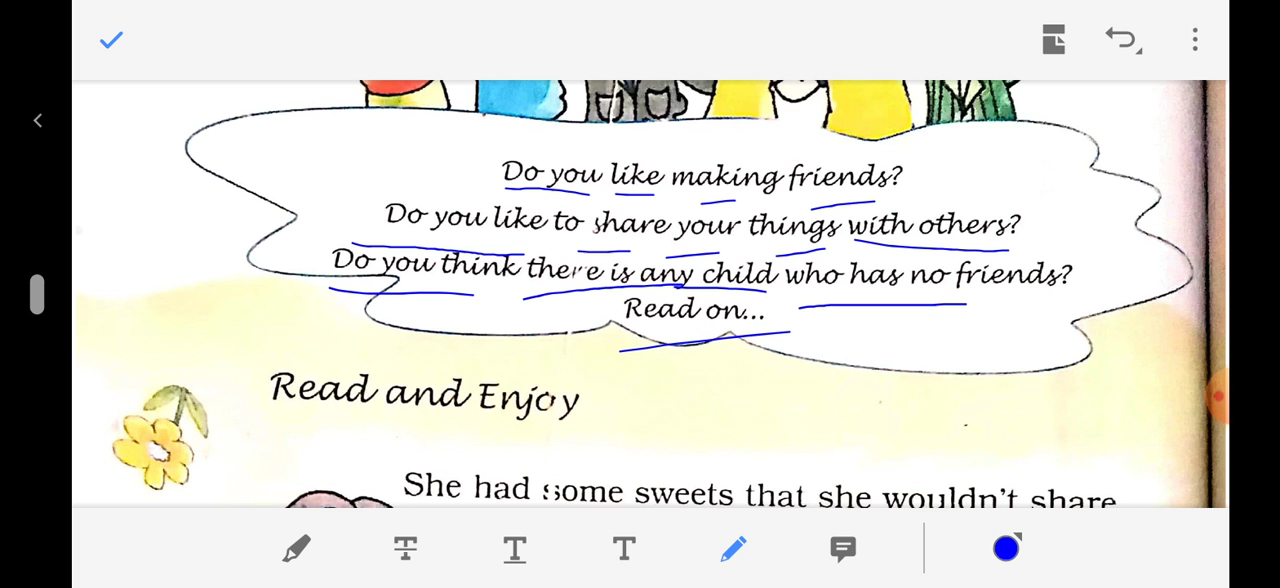 Do you like making friends?
Do you like to share your things with others?
Do you think there is any child who has no friends?
Read on...
Read and Enjoy
She had some sweets that she wouldn't share